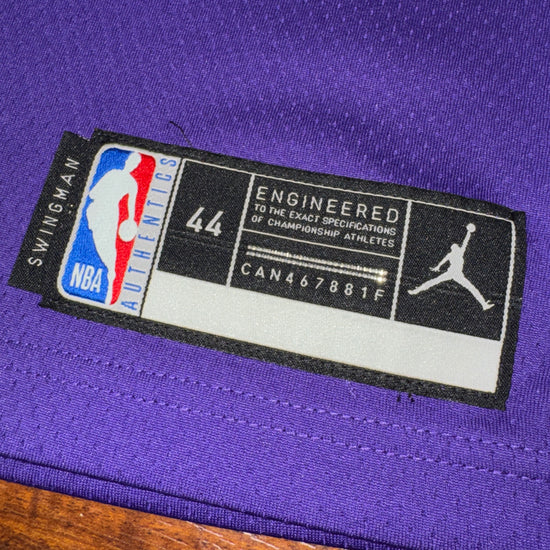 SWINGMAN
NBA
AUTHENTICS
44
ENGINEERED
TO THE EXACT SPECIFICATIONS
OF CHAMPIONSHIP ATHLETES
CAN467881F